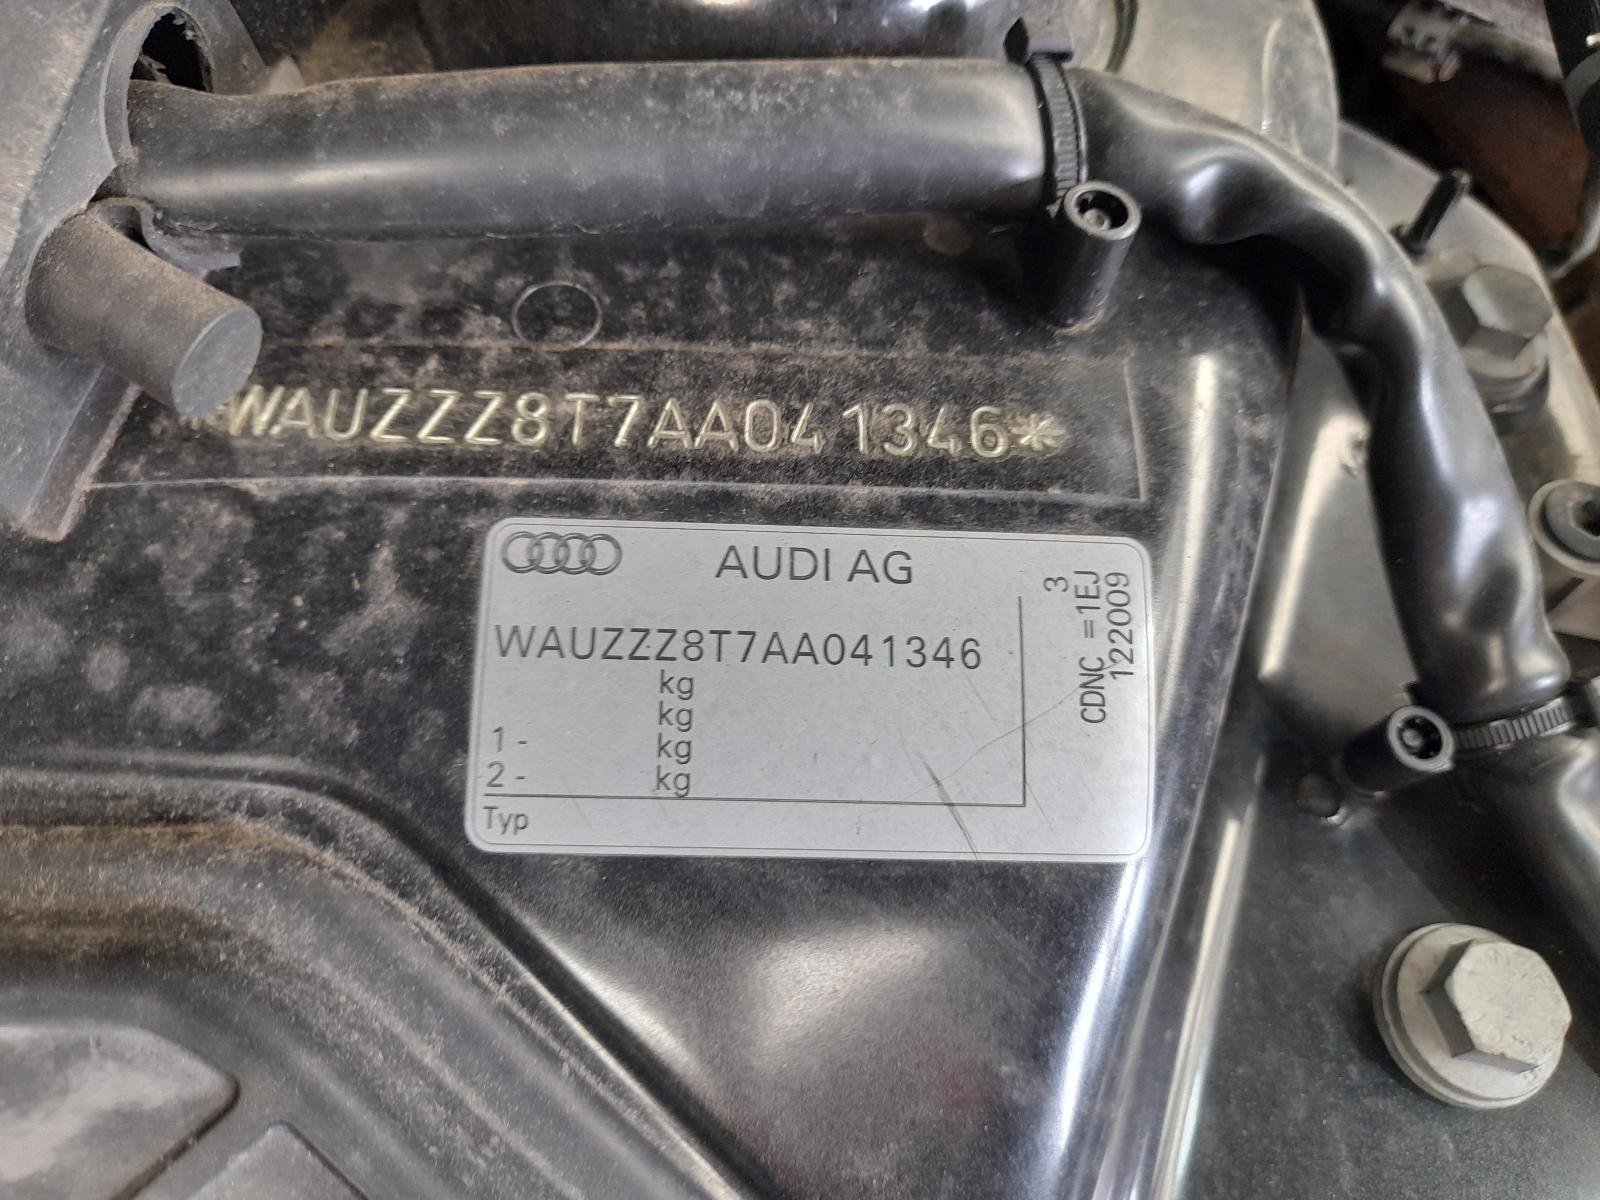 *WAUZZZ8T7AA041346*
AUDI AG
WAUZZZ8T7AA041346
kg
kg
1 - kg
2 - kg
Typ
3
CDNC =1EJ
122009